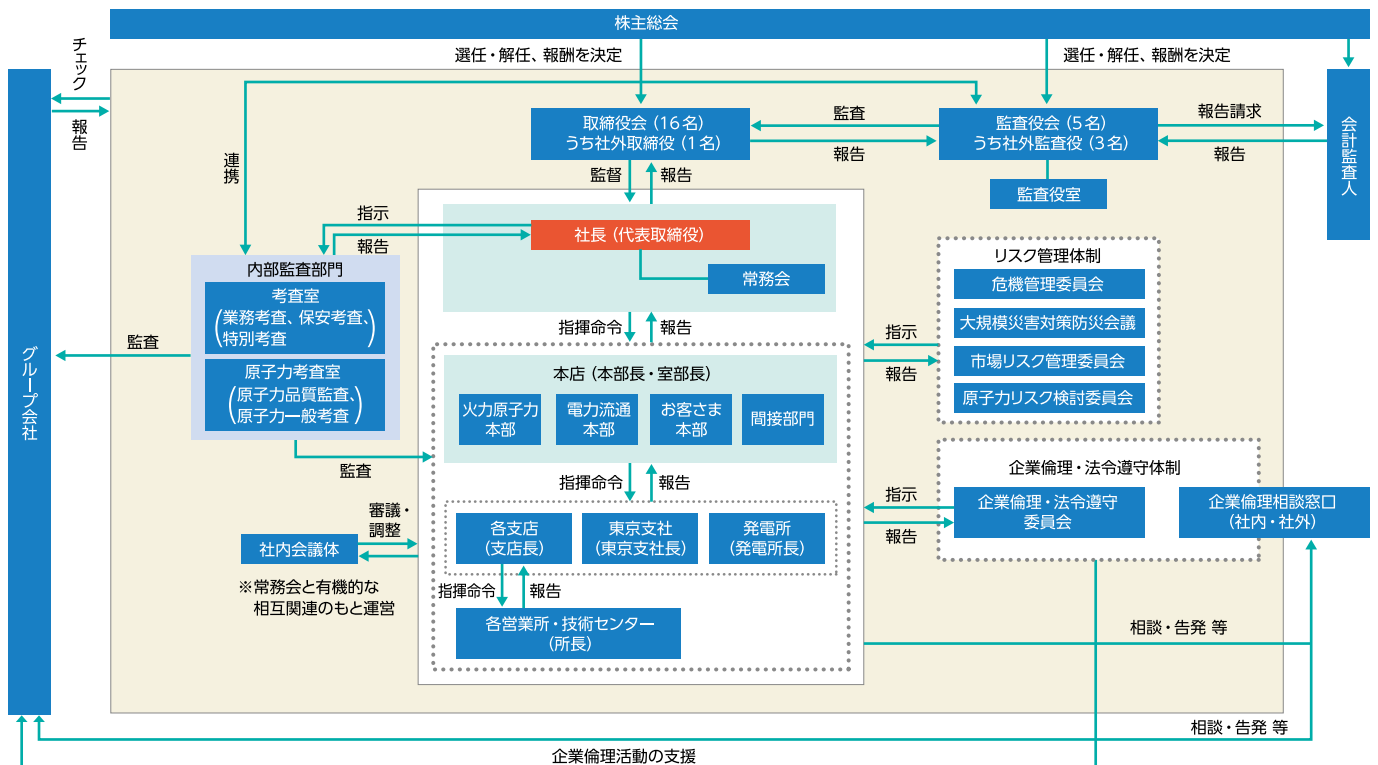 株主総会
選任・解任、報酬を決定
選任・解任、報酬を決定
チェック
報告
グループ会社
連携
取締役会（16名）
うち社外取締役（1名）
監査
報告
監査役会（5名）
うち社外監査役（3名）
報告請求
報告
会計監査人
監査役室
監督
報告
指示
報告
社長（代表取締役）
常務会
内部監査部門
考査室
（業務考査、保安考査、
特別考査）
原子力考査室
（原子力品質監査、
原子力一般考査）
監査
監査
指揮命令
報告
本店（本部長・室部長）
火力原子力
本部
電力流通
本部
お客さま
本部
間接部門
指揮命令
報告
各支店
（支店長）
東京支社
（東京支社長）
発電所
（発電所長）
指揮命令
報告
各営業所・技術センター
（所長）
審議・
調整
社内会議体
※常務会と有機的な
相互関連のもと運営
指示
報告
リスク管理体制
危機管理委員会
大規模災害対策防災会議
市場リスク管理委員会
原子力リスク検討委員会
指示
報告
企業倫理・法令遵守体制
企業倫理・法令遵守
委員会
企業倫理相談窓口
（社内・社外）
相談・告発 等
相談・告発 等
企業倫理活動の支援